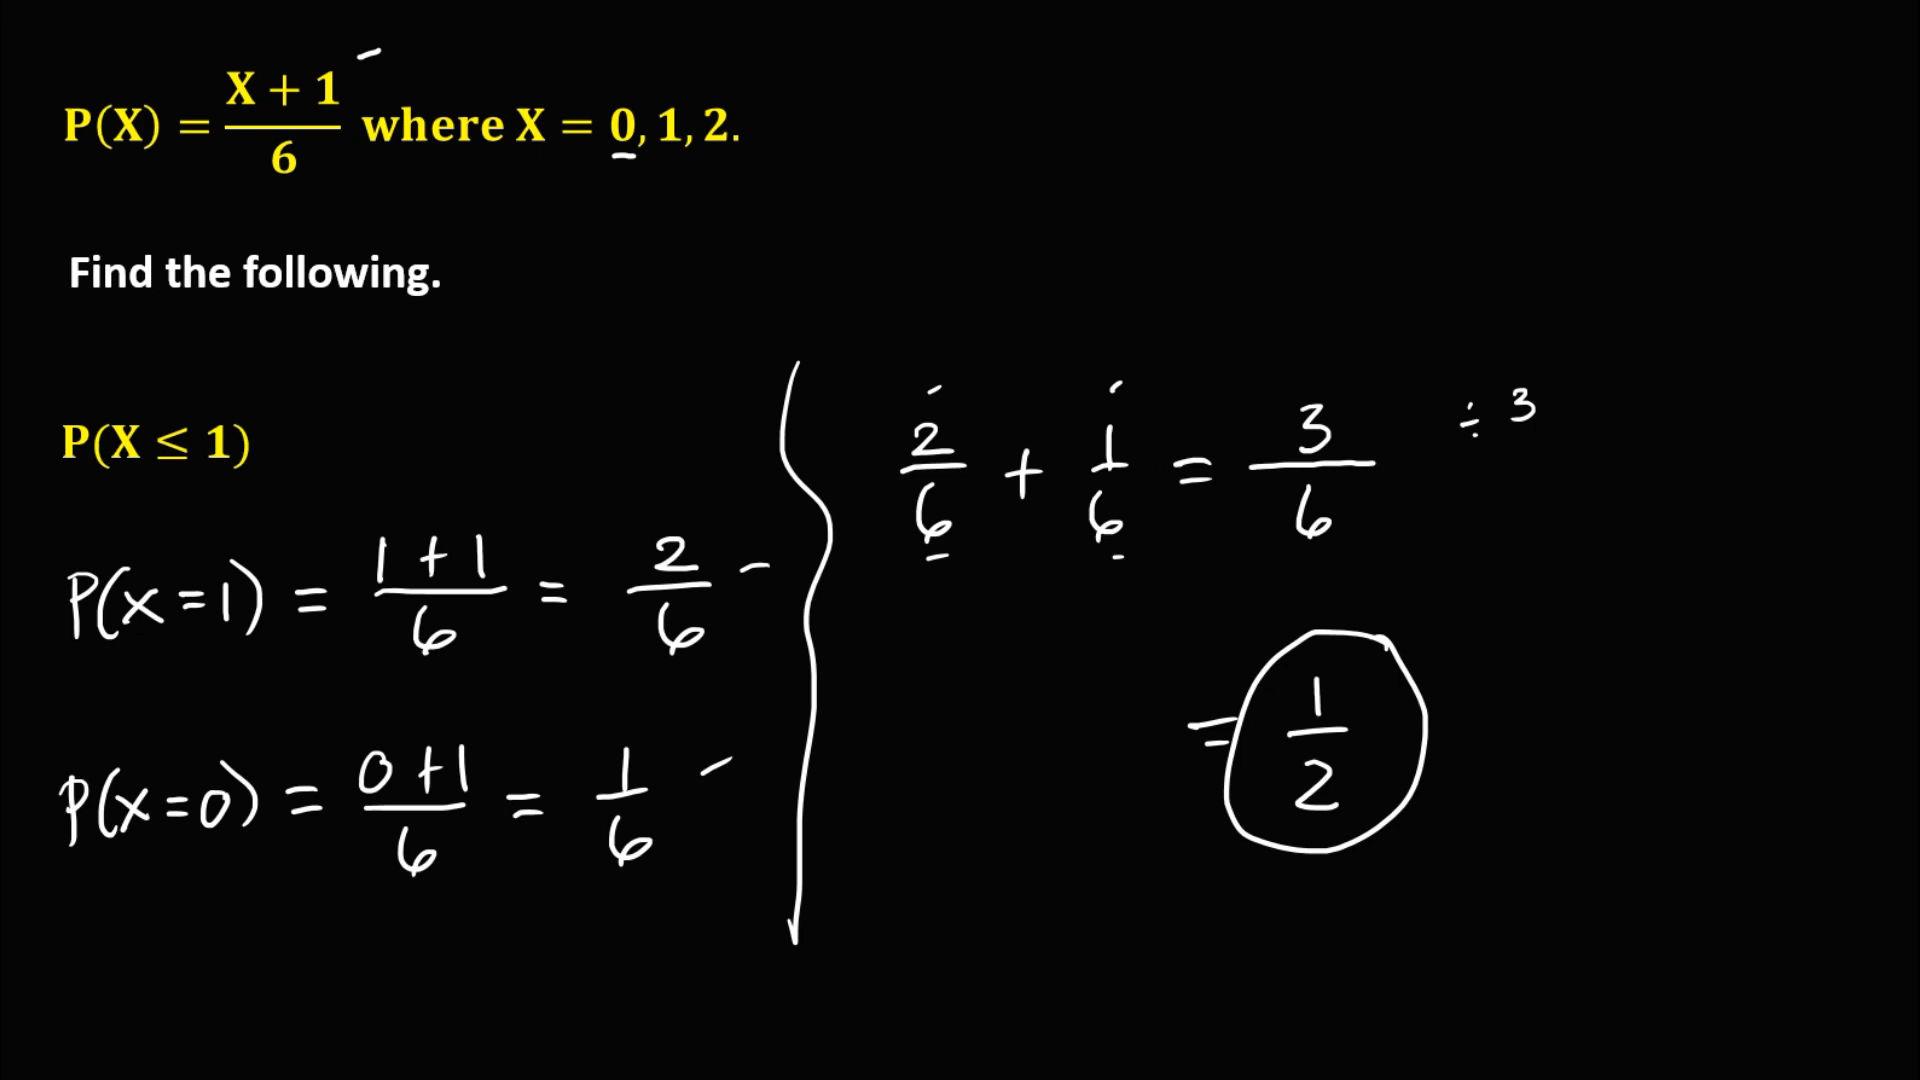 P(X) = (X + 1)/6 where X = 0, 1, 2.
Find the following.
P(X ≤ 1)
P(x=1) = (1+1)/6 = 2/6
P(x=0) = (0+1)/6 = 1/6
2/6 + 1/6 = 3/6 ÷ 3
= 1/2